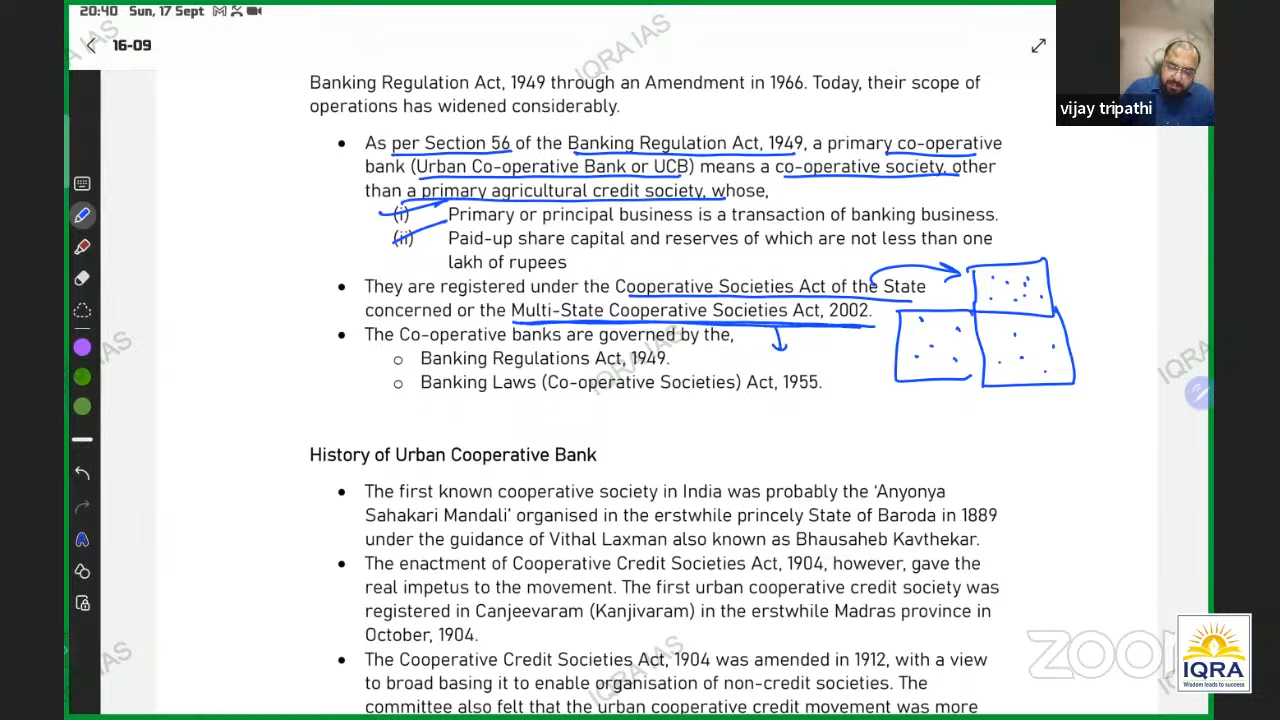 20:40 Sun, 17 Sept
16-09
Banking Regulation Act, 1949 through an Amendment in 1966. Today, their scope of
operations has widened considerably.
• As per Section 56 of the Banking Regulation Act, 1949, a primary co-operative
bank (Urban Co-operative Bank or UCB) means a co-operative society, other
than a primary agricultural credit society, whose,
(i) Primary or principal business is a transaction of banking business.
(ii) Paid-up share capital and reserves of which are not less than one
lakh of rupees
• They are registered under the Cooperative Societies Act of the State
concerned or the Multi-State Cooperative Societies Act, 2002.
• The Co-operative banks are governed by the,
o Banking Regulations Act, 1949.
o Banking Laws (Co-operative Societies) Act, 1955.
History of Urban Cooperative Bank
• The first known cooperative society in India was probably the ‘Anyonya
Sahakari Mandali’ organised in the erstwhile princely State of Baroda in 1889
under the guidance of Vithal Laxman also known as Bhausaheb Kavthekar.
• The enactment of Cooperative Credit Societies Act, 1904, however, gave the
real impetus to the movement. The first urban cooperative credit society was
registered in Canjeevaram (Kanjivaram) in the erstwhile Madras province in
October, 1904.
• The Cooperative Credit Societies Act, 1904 was amended in 1912, with a view
to broad basing it to enable organisation of non-credit societies. The
committee also felt that the urban cooperative credit movement was more
vijay tripathi
IQRA IAS
IQRA IAS
IQRA IAS
zoom
IQRA
Wisdom leads to success